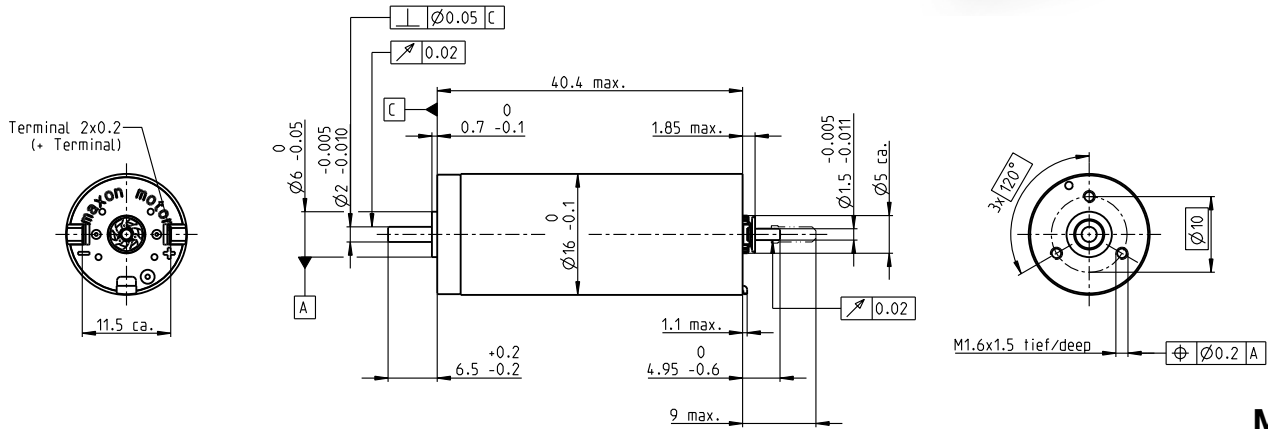 ⊥ Ø0.05 C
↗ 0.02
40.4 max.
C
0
0.7 -0.1
1.85 max.
Terminal 2x0.2
(+ Terminal)
0
Ø6 -0.05
-0.005
Ø2 -0.010
-0.005
Ø1.5 -0.011
Ø5 ca.
3x 120°
maxon motor
- +
0
Ø16 -0.1
Ø10
A
11.5 ca.
↗ 0.02
1.1 max.
+0.2
6.5 -0.2
0
4.95 -0.6
M1.6x1.5 tief/deep
⌖ Ø0.2 A
9 max.